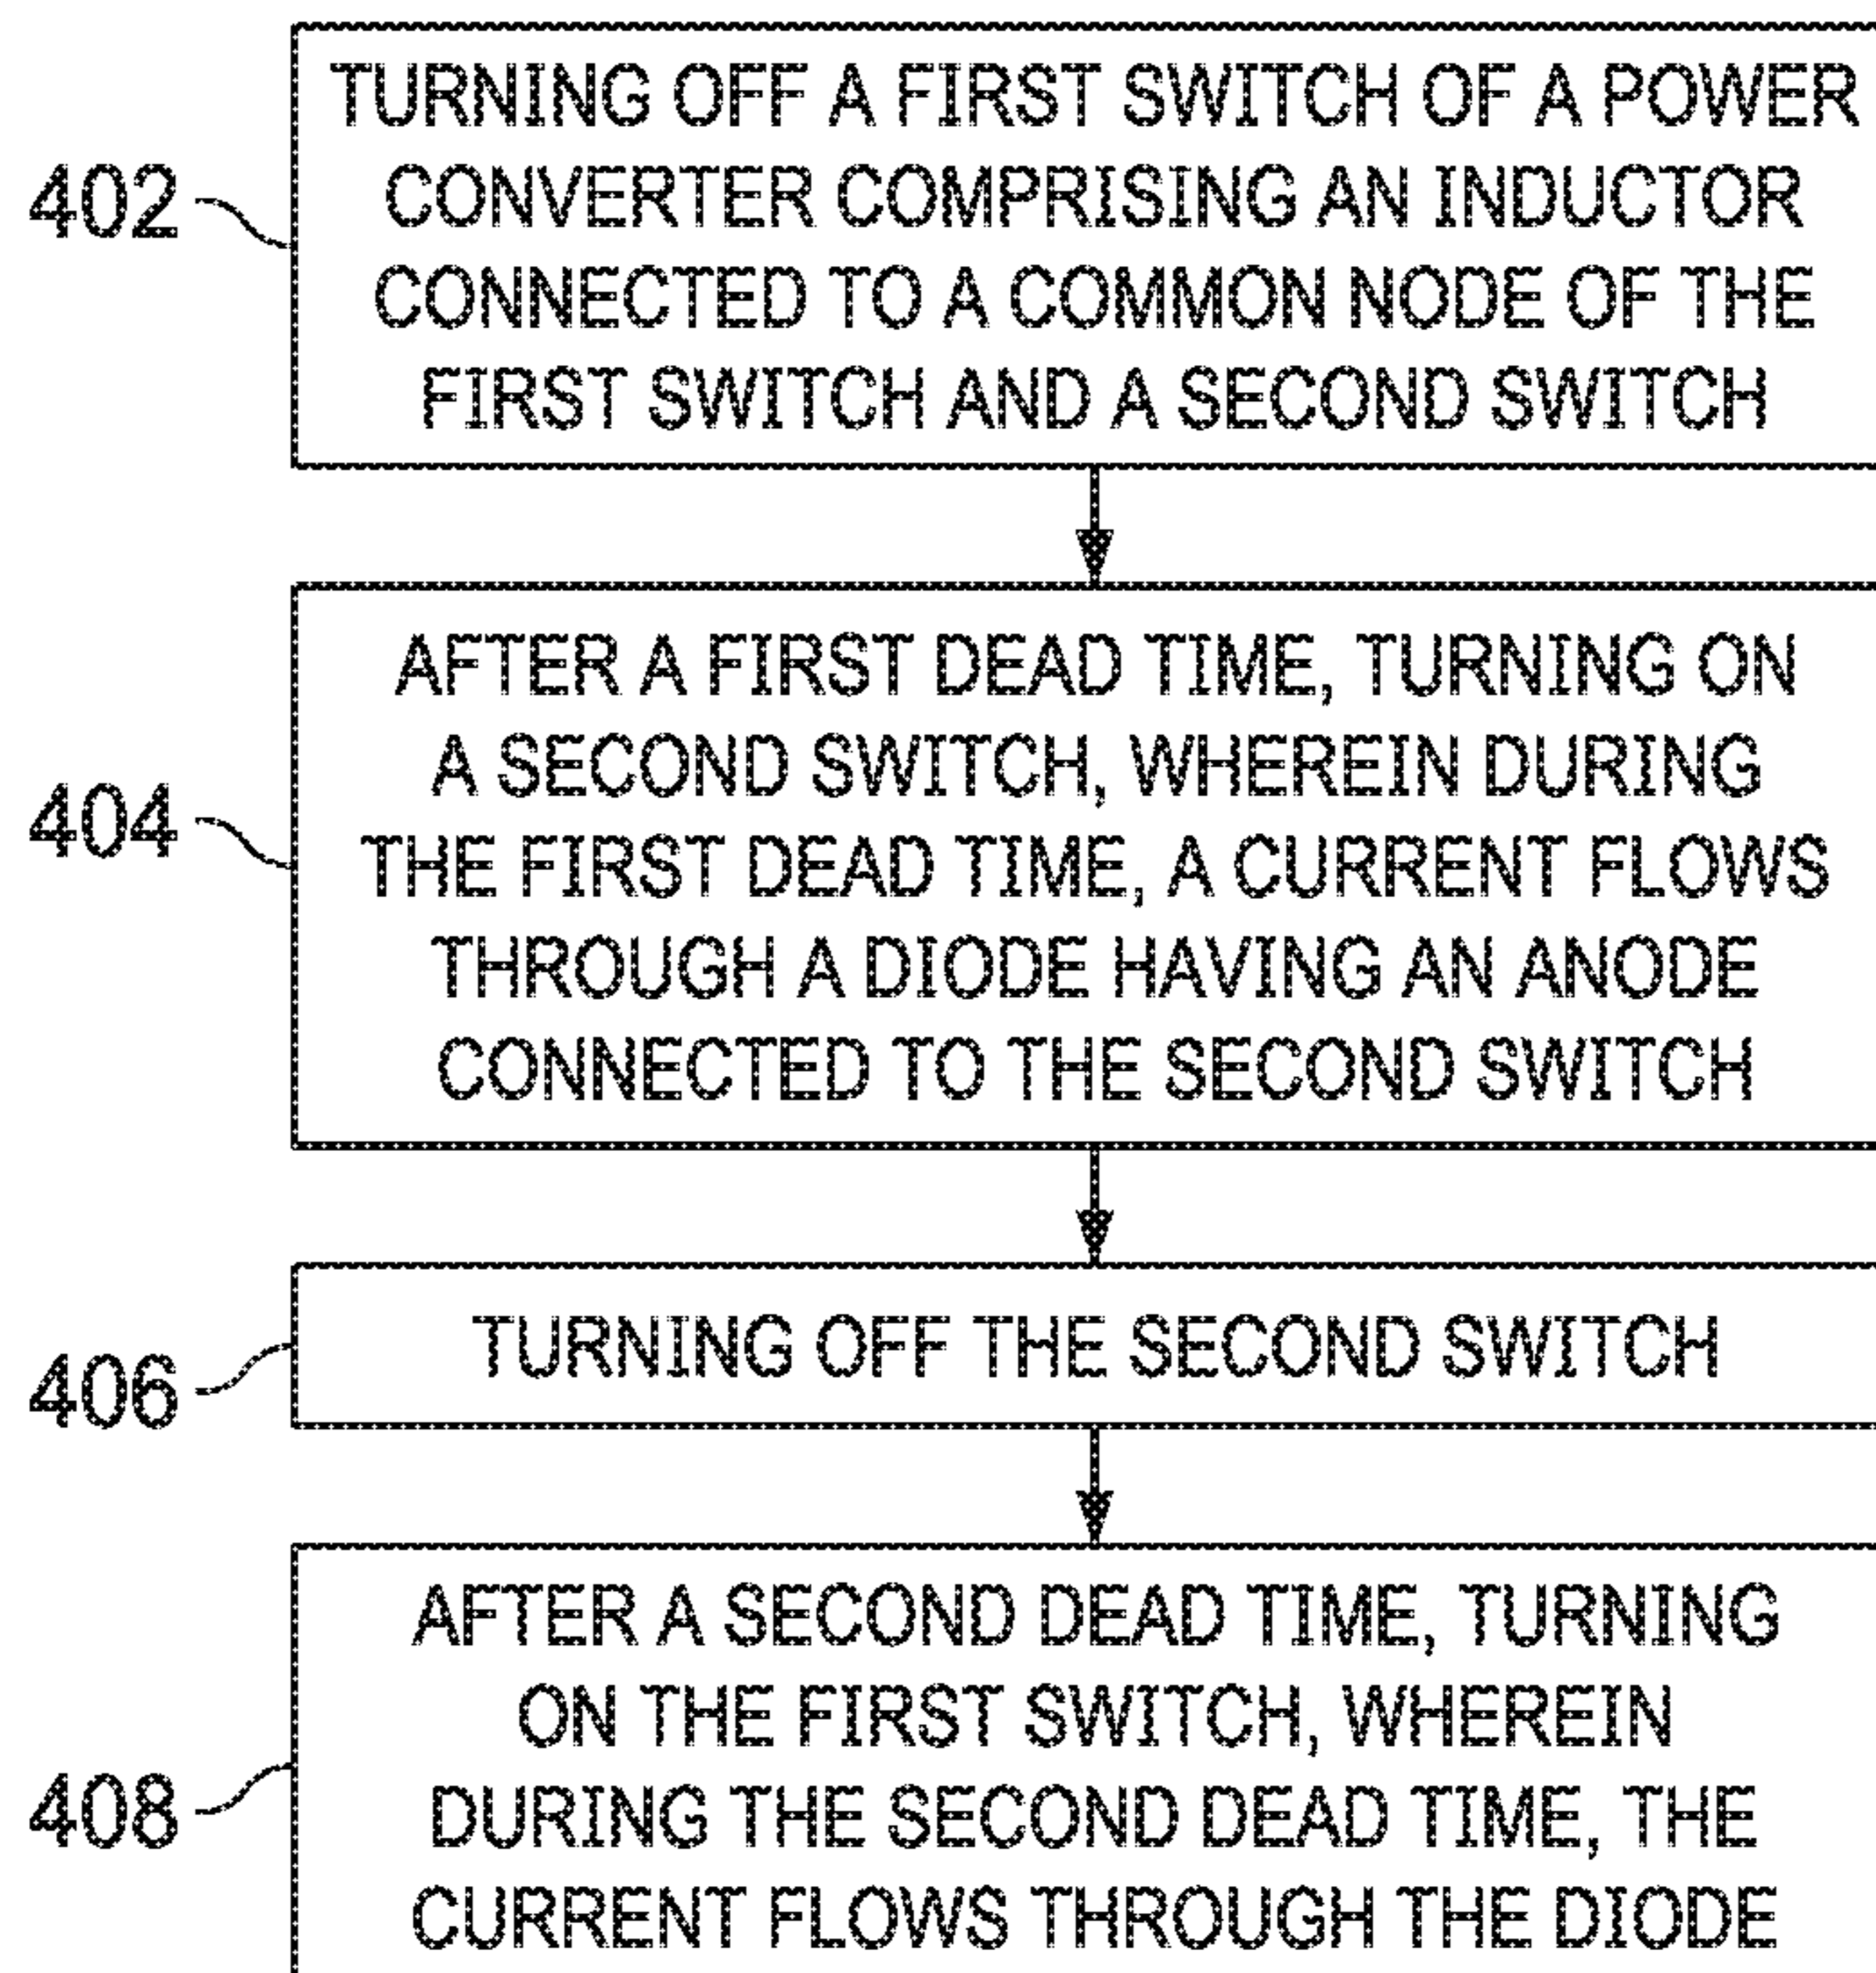 402
TURNING OFF A FIRST SWITCH OF A POWER
CONVERTER COMPRISING AN INDUCTOR
CONNECTED TO A COMMON NODE OF THE
FIRST SWITCH AND A SECOND SWITCH
404
AFTER A FIRST DEAD TIME, TURNING ON
A SECOND SWITCH, WHEREIN DURING
THE FIRST DEAD TIME, A CURRENT FLOWS
THROUGH A DIODE HAVING AN ANODE
CONNECTED TO THE SECOND SWITCH
406
TURNING OFF THE SECOND SWITCH
408
AFTER A SECOND DEAD TIME, TURNING
ON THE FIRST SWITCH, WHEREIN
DURING THE SECOND DEAD TIME, THE
CURRENT FLOWS THROUGH THE DIODE